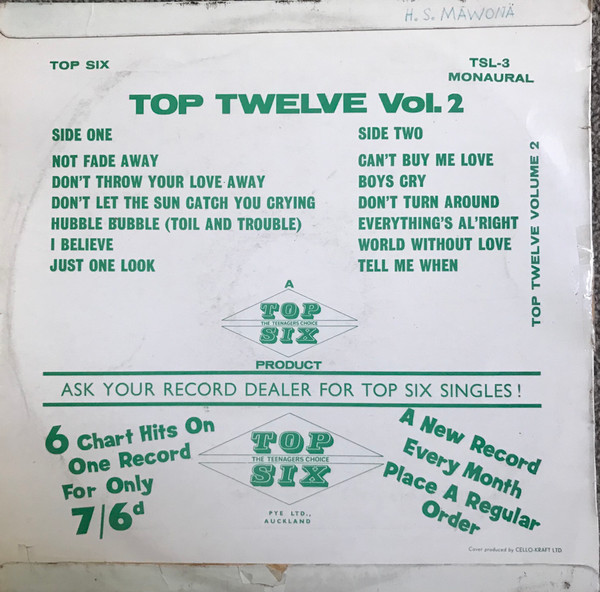 H. S. MÁWONÄ
TOP SIX
TSL-3
MONAURAL
TOP TWELVE Vol. 2
SIDE ONE
NOT FADE AWAY
DON'T THROW YOUR LOVE AWAY
DON'T LET THE SUN CATCH YOU CRYING
HUBBLE BUBBLE (TOIL AND TROUBLE)
I BELIEVE
JUST ONE LOOK
SIDE TWO
CAN'T BUY ME LOVE
BOYS CRY
DON'T TURN AROUND
EVERYTHING'S AL'RIGHT
WORLD WITHOUT LOVE
TELL ME WHEN
TOP TWELVE VOLUME 2
A
TOP
THE TEENAGERS CHOICE
SIX
PRODUCT
ASK YOUR RECORD DEALER FOR TOP SIX SINGLES!
6 Chart Hits On
One Record
For Only
7/6d
TOP
THE TEENAGERS CHOICE
SIX
PYE LTD.,
AUCKLAND
A New Record
Every Month
Place A Regular
Order
Cover produced by CELLO-KRAFT LTD.